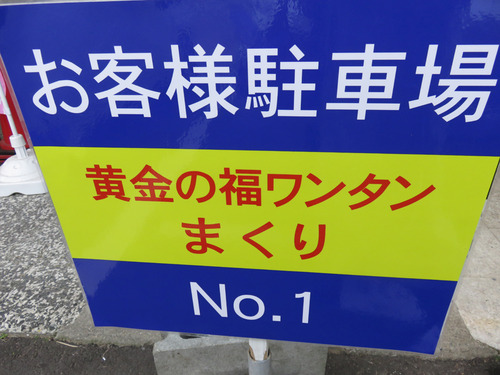 お客様駐車場
黄金の福ワンタン
まくり
No.1